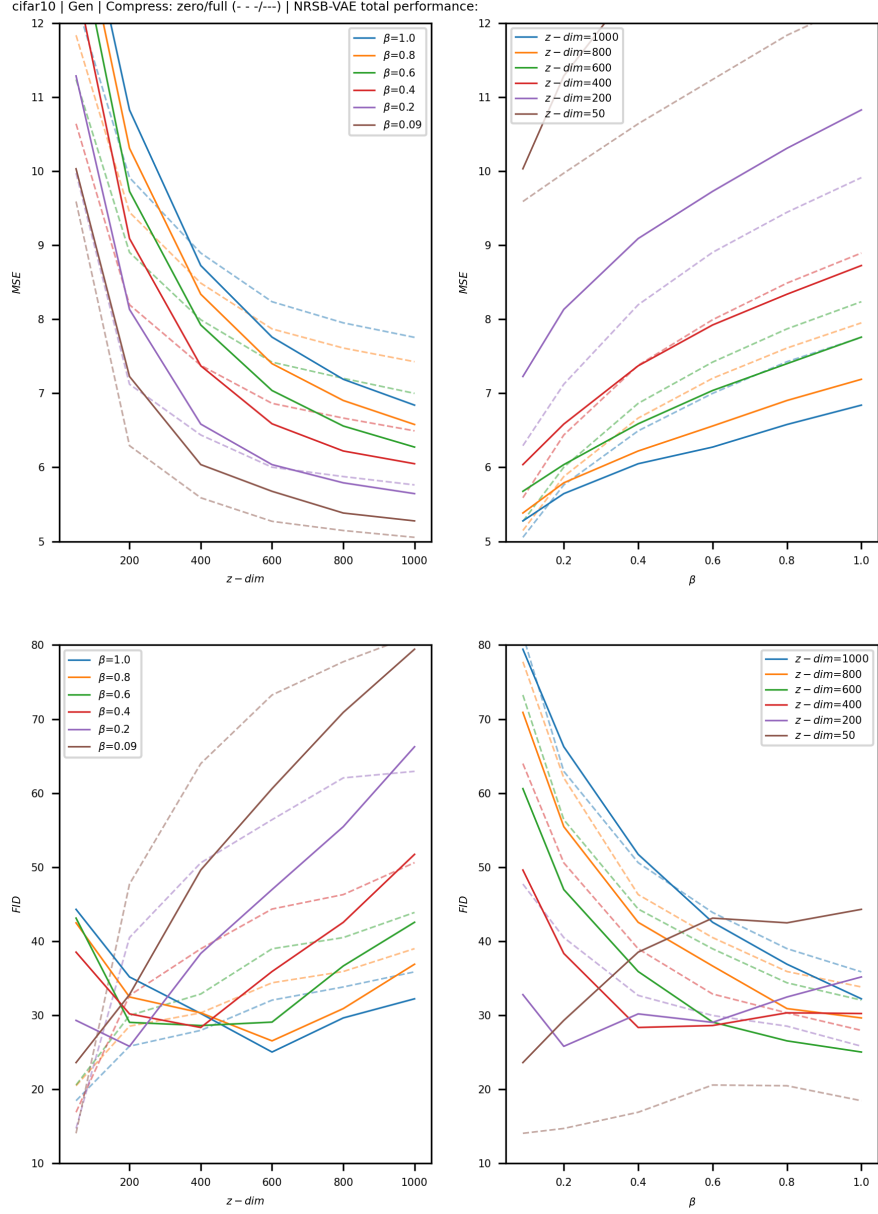 cifar10 | Gen | Compress: zero/full (- - -/---) | NRSB-VAE total performance:
12
11
10
9
8
7
6
5
MSE
200
400
600
800
1000
z − dim
β=1.0
β=0.8
β=0.6
β=0.4
β=0.2
β=0.09
12
11
10
9
8
7
6
5
MSE
0.2
0.4
0.6
0.8
1.0
β
z − dim=1000
z − dim=800
z − dim=600
z − dim=400
z − dim=200
z − dim=50
80
70
60
50
40
30
20
10
FID
200
400
600
800
1000
z − dim
β=1.0
β=0.8
β=0.6
β=0.4
β=0.2
β=0.09
80
70
60
50
40
30
20
10
FID
0.2
0.4
0.6
0.8
1.0
β
z − dim=1000
z − dim=800
z − dim=600
z − dim=400
z − dim=200
z − dim=50